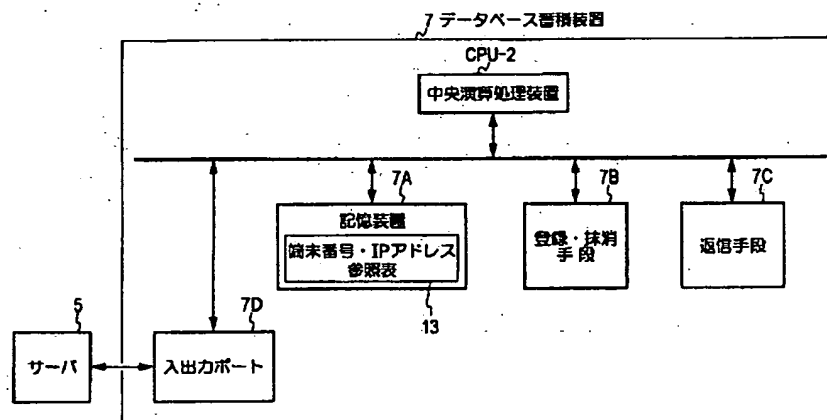 7 データベース蓄積装置
CPU-2
中央演算処理装置
7A
7B
7C
記憶装置
端末番号・IPアドレス
参照表
登録・抹消
手段
返信手段
13
5
7D
サーバ
入出力ポート